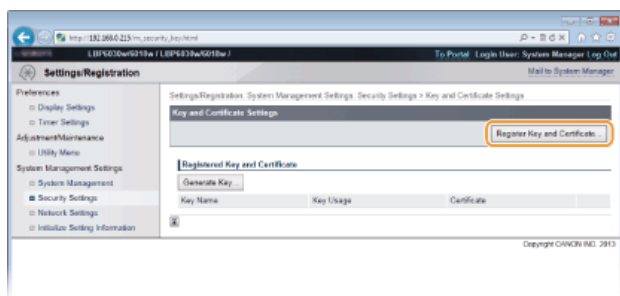 http://192.168.0.215/m_security_key.html
LBP6030w/6018w / LBP6030w/6018w /
To Portal Login User: System Manager Log Out
Settings/Registration
Mail to System Manager
Preferences
Display Settings
Timer Settings
Adjustment/Maintenance
Utility Menu
System Management Settings
System Management
Security Settings
Network Settings
Initialize Setting Information
Settings/Registration: System Management Settings: Security Settings > Key and Certificate Settings
Key and Certificate Settings
Register Key and Certificate...
Registered Key and Certificate
Generate Key...
Key Name
Key Usage
Certificate
Copyright CANON INC. 2013